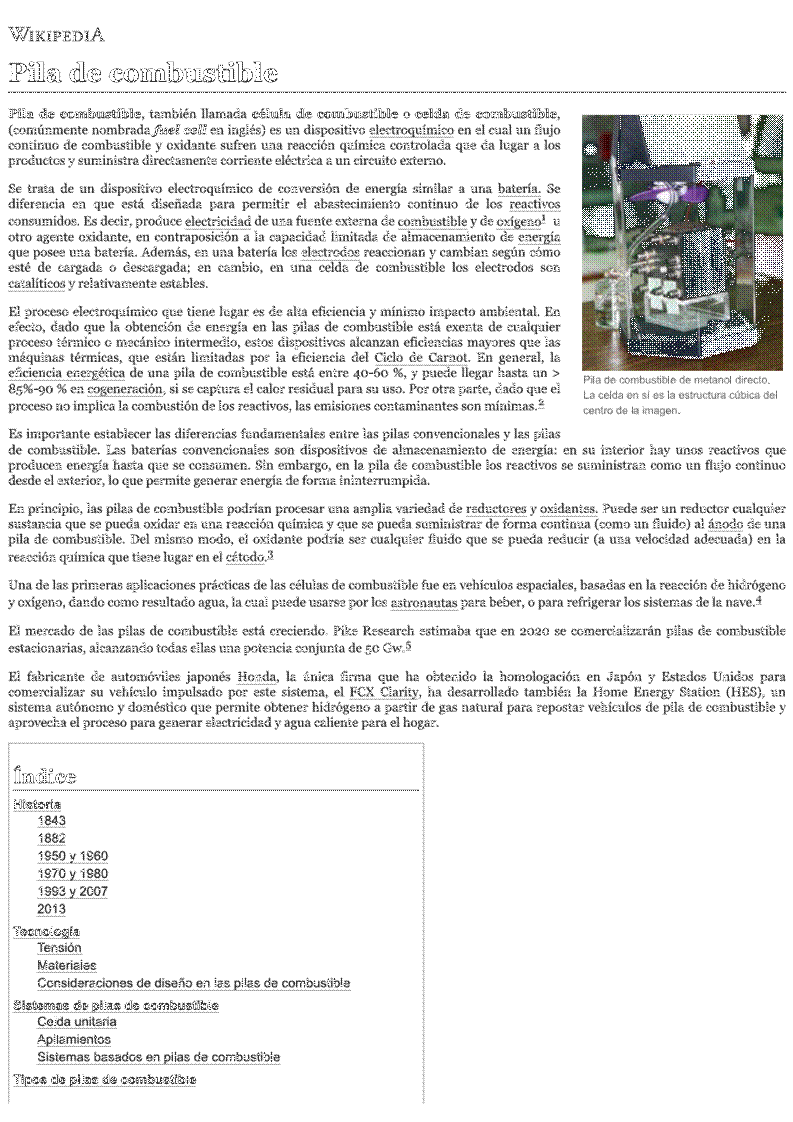 WIKIPEDIA
Pila de combustible
Pila de combustible, también llamada célula de combustible o celda de combustible,
(comúnmente nombrada fuel cell en inglés) es un dispositivo electroquímico en el cual un flujo
continuo de combustible y oxidante sufren una reacción química controlada que da lugar a los
productos y suministra directamente corriente eléctrica a un circuito externo.
Se trata de un dispositivo electroquímico de conversión de energía similar a una batería. Se
diferencia en que está diseñada para permitir el abastecimiento continuo de los reactivos
consumidos. Es decir, produce electricidad de una fuente externa de combustible y de oxígeno1 u
otro agente oxidante, en contraposición a la capacidad limitada de almacenamiento de energía
que posee una batería. Además, en una batería los electrodos reaccionan y cambian según cómo
esté de cargada o descargada; en cambio, en una celda de combustible los electrodos son
catalíticos y relativamente estables.
El proceso electroquímico que tiene lugar es de alta eficiencia y mínimo impacto ambiental. En
efecto, dado que la obtención de energía en las pilas de combustible está exenta de cualquier
proceso térmico o mecánico intermedio, estos dispositivos alcanzan eficiencias mayores que las
máquinas térmicas, que están limitadas por la eficiencia del Ciclo de Carnot. En general, la
eficiencia energética de una pila de combustible está entre 40-60 %, y puede llegar hasta un >
85%-90 % en cogeneración, si se captura el calor residual para su uso. Por otra parte, dado que el
proceso no implica la combustión de los reactivos, las emisiones contaminantes son mínimas.2
Pila de combustible de metanol directo.
La celda en sí es la estructura cúbica del
centro de la imagen.
Es importante establecer las diferencias fundamentales entre las pilas convencionales y las pilas
de combustible. Las baterías convencionales son dispositivos de almacenamiento de energía: en su interior hay unos reactivos que
producen energía hasta que se consumen. Sin embargo, en la pila de combustible los reactivos se suministran como un flujo continuo
desde el exterior, lo que permite generar energía de forma ininterrumpida.
En principio, las pilas de combustible podrían procesar una amplia variedad de reductores y oxidantes. Puede ser un reductor cualquier
sustancia que se pueda oxidar en una reacción química y que se pueda suministrar de forma continua (como un fluido) al ánodo de una
pila de combustible. Del mismo modo, el oxidante podría ser cualquier fluido que se pueda reducir (a una velocidad adecuada) en la
reacción química que tiene lugar en el cátodo.3
Una de las primeras aplicaciones prácticas de las células de combustible fue en vehículos espaciales, basadas en la reacción de hidrógeno
y oxígeno, dando como resultado agua, la cual puede usarse por los astronautas para beber, o para refrigerar los sistemas de la nave.4
El mercado de las pilas de combustible está creciendo. Pike Research estimaba que en 2020 se comercializarán pilas de combustible
estacionarias, alcanzando todas ellas una potencia conjunta de 50 Gw.5
El fabricante de automóviles japonés Honda, la única firma que ha obtenido la homologación en Japón y Estados Unidos para
comercializar su vehículo impulsado por este sistema, el FCX Clarity, ha desarrollado también la Home Energy Station (HES), un
sistema autónomo y doméstico que permite obtener hidrógeno a partir de gas natural para repostar vehículos de pila de combustible y
aprovecha el proceso para generar electricidad y agua caliente para el hogar.
Índice
Historia
1843
1882
1950 y 1960
1970 y 1980
1993 y 2007
2013
Tecnología
Tensión
Materiales
Consideraciones de diseño en las pilas de combustible
Sistemas de pilas de combustible
Celda unitaria
Apilamientos
Sistemas basados en pilas de combustible
Tipos de pilas de combustible